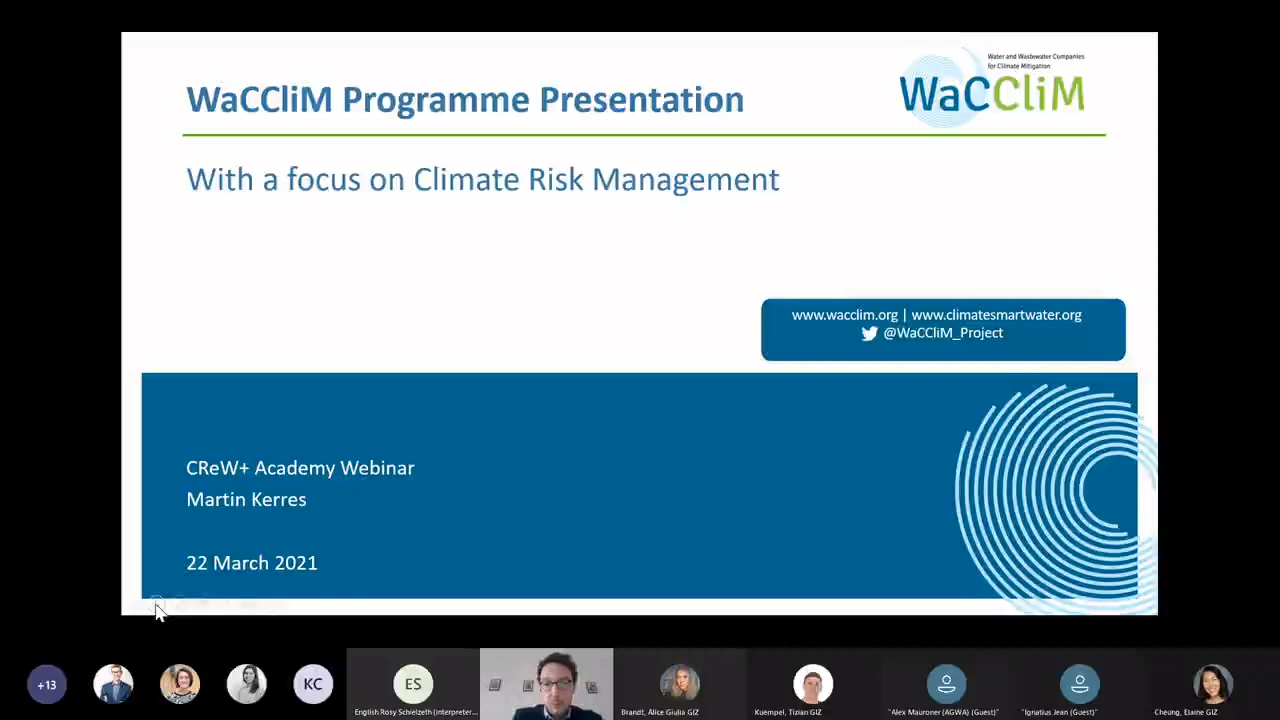 WaCCliM Programme Presentation
Water and Wastewater Companies
for Climate Mitigation
WaCCliM
With a focus on Climate Risk Management
www.wacclim.org | www.climatesmartwater.org
@WaCCliM_Project
CReW+ Academy Webinar
Martin Kerres
22 March 2021
+13
KC
ES
English Rosy Schielzeth (interpreter...
Brandt, Alice Giulia GIZ
Kuempel, Tizian GIZ
"Alex Mauroner (AGWA) (Guest)"
"Ignatius Jean (Guest)"
Cheung, Elaine GIZ